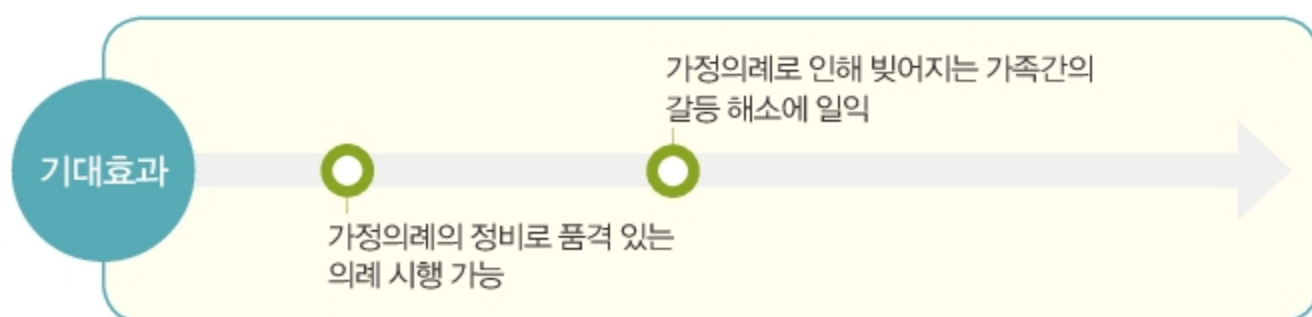 기대효과
가정의례의 정비로 품격 있는
의례 시행 가능
가정의례로 인해 빚어지는 가족간의
갈등 해소에 일익